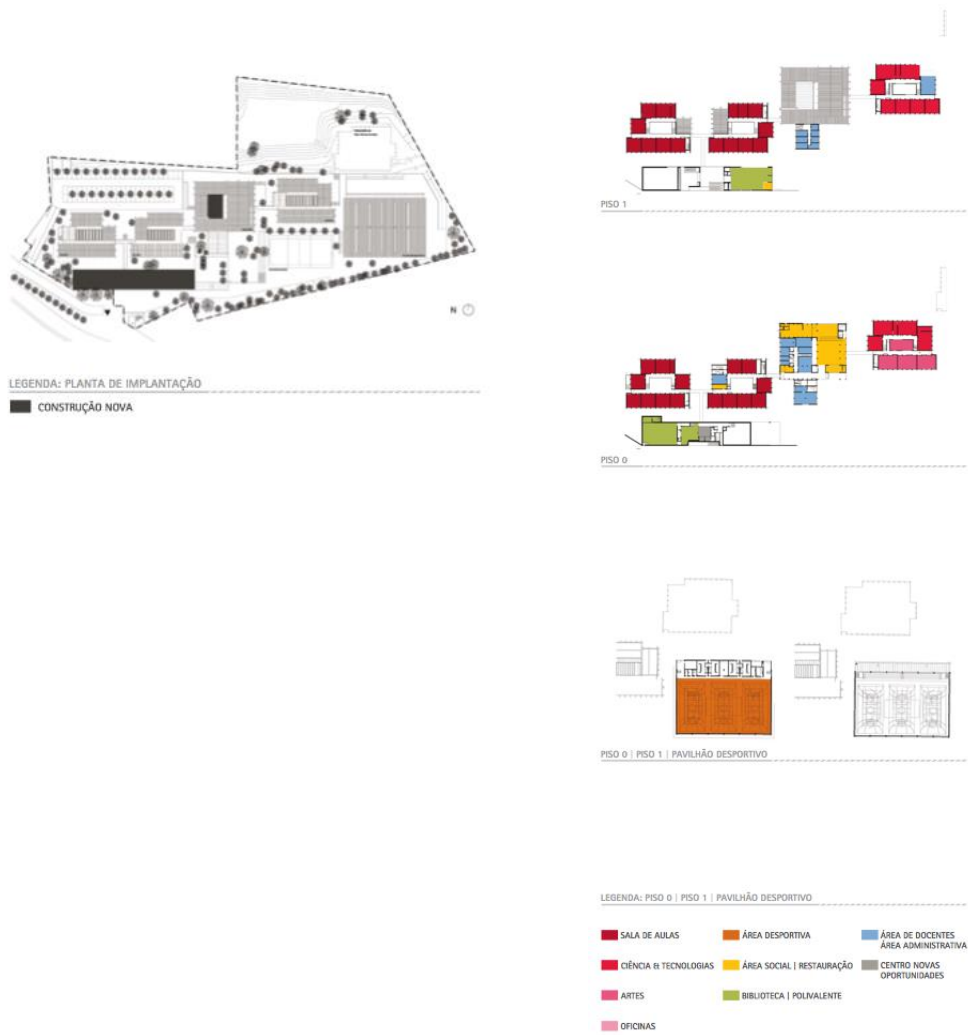 N
LEGENDA: PLANTA DE IMPLANTAÇÃO
CONSTRUÇÃO NOVA
PISO 1
PISO 0
PISO 0 | PISO 1 | PAVILHÃO DESPORTIVO
LEGENDA: PISO 0 | PISO 1 | PAVILHÃO DESPORTIVO
SALA DE AULAS
CIÊNCIA & TECNOLOGIAS
ARTES
OFICINAS
ÁREA DESPORTIVA
ÁREA SOCIAL | RESTAURAÇÃO
BIBLIOTECA | POLIVALENTE
ÁREA DE DOCENTES
ÁREA ADMINISTRATIVA
CENTRO NOVAS
OPORTUNIDADES